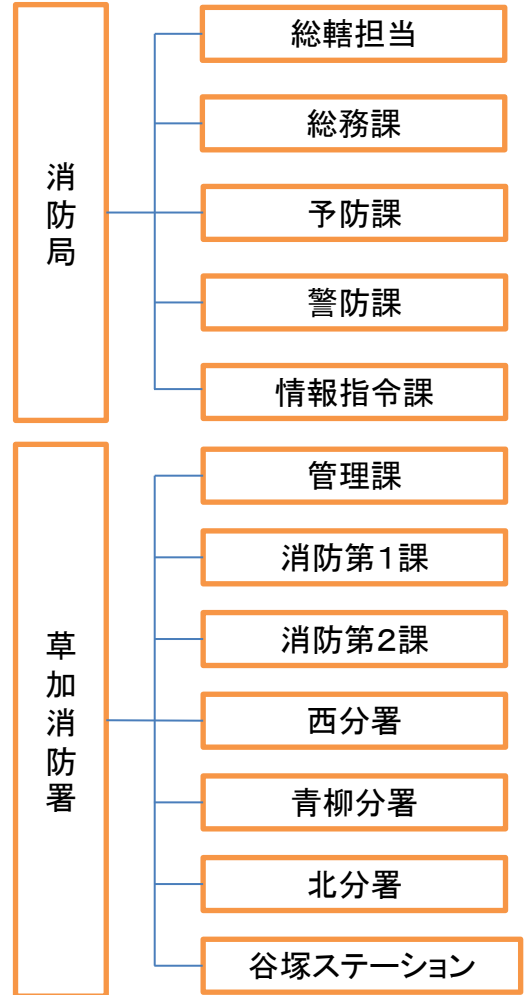 消防局
総轄担当
総務課
予防課
警防課
情報指令課
草加消防署
管理課
消防第1課
消防第2課
西分署
青柳分署
北分署
谷塚ステーション